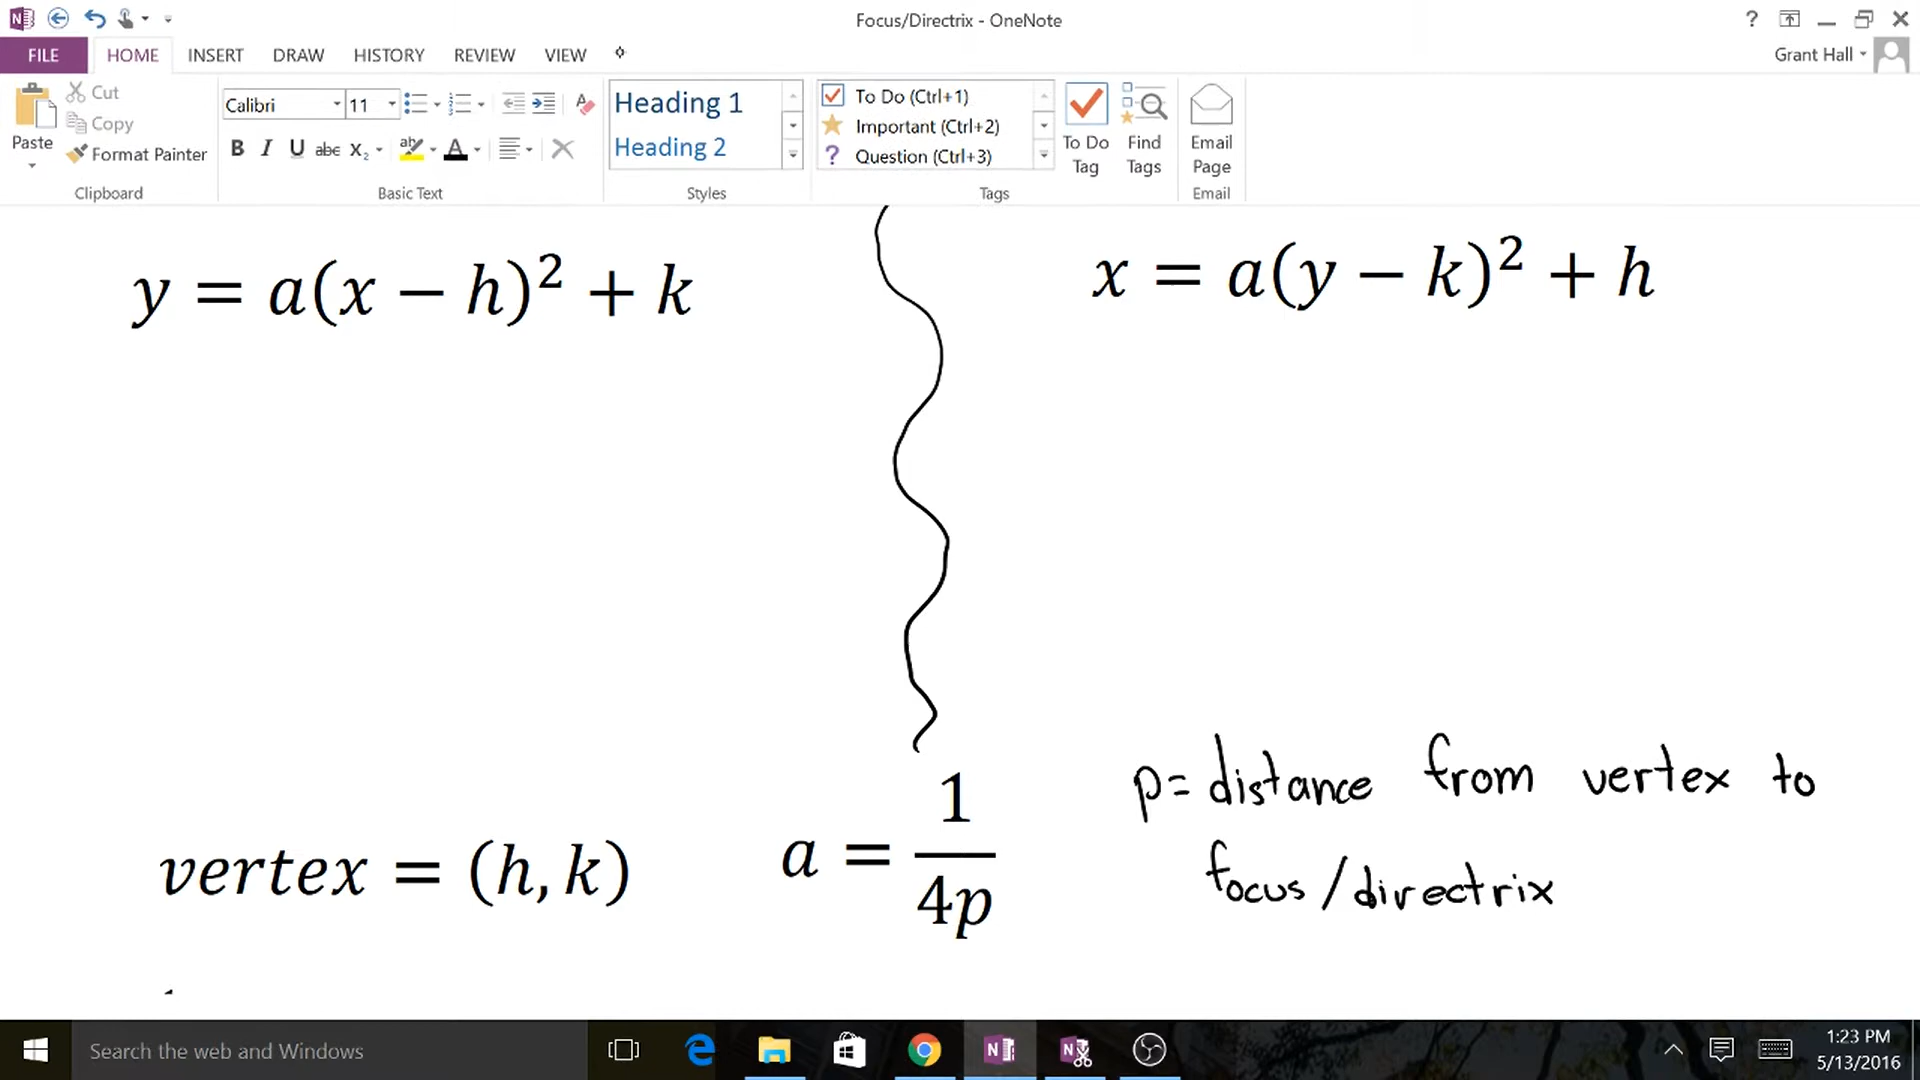 Focus/Directrix - OneNote
?
FILE HOME INSERT DRAW HISTORY REVIEW VIEW
Grant Hall
Paste
Cut
Copy
Format Painter
Clipboard
Calibri 11
B I U abc X₂ ab A
Basic Text
Heading 1
Heading 2
Styles
To Do (Ctrl+1)
Important (Ctrl+2)
? Question (Ctrl+3)
Tags
To Do
Tag
Find
Tags
Email
Page
Email
y = a(x − h)² + k
x = a(y − k)² + h
vertex = (h, k)
a = 1/4p
p= distance from vertex to
focus/directrix
Search the web and Windows
1:23 PM
5/13/2016